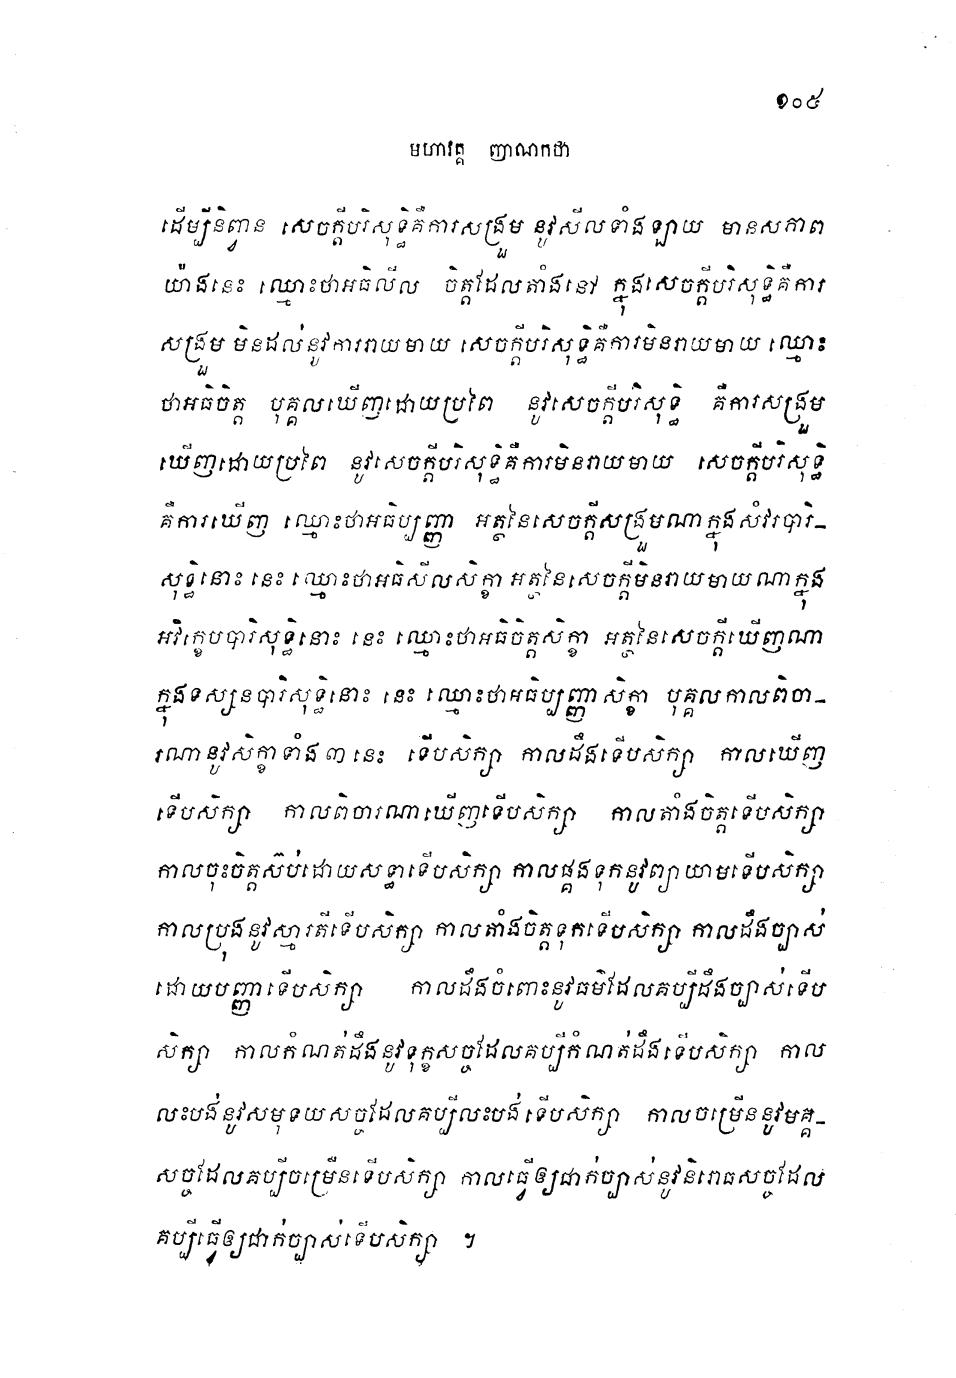 ១០៥
មហាវគ្គ ញាណកថា
ដើម្បីនិព្វាន សេចក្តីបរិសុទ្ធិគឺការសង្រួម នូវសីលទាំងឡាយ មានសភាព
យ៉ាងនេះ ឈ្មោះថាអធិលីល ចិត្តដែលតាំងនៅ ក្នុងសេចក្តីបរិសុទ្ធិគឺការ
សង្រួម មិនដល់នូវការរាយមាយ សេចក្តីបរិសុទ្ធិគឺការមិនរាយមាយ ឈ្មោះ
ថាអធិចិត្ត បុគ្គលឃើញដោយប្រពៃ នូវសេចក្តីបរិសុទ្ធិ គឺការសង្រួម
ឃើញដោយប្រពៃ នូវសេចក្តីបរិសុទ្ធិគឺការមិនរាយមាយ សេចក្តីបរិសុទ្ធិ
គឺការឃើញ ឈ្មោះថាអធិប្បញ្ញា អត្ថនៃសេចក្តីសង្រួមណាក្នុងសំវរបារិ-
សុទ្ធិនោះ នេះ ឈ្មោះថាអធិសីលសិក្ខា អត្ថនៃសេចក្តីមិនរាយមាយណាក្នុង
អវិក្ខេបបារិសុទ្ធិនោះ នេះ ឈ្មោះថាអធិចិត្តសិក្ខា អត្ថនៃសេចក្តីឃើញណា
ក្នុងទស្សនបារិសុទ្ធិនោះ នេះ ឈ្មោះថាអធិប្បញ្ញាសិក្ខា បុគ្គលកាលពិចា-
រណានូវសិក្ខាទាំង ៣ នេះ ទើបសិក្សា កាលដឹងទើបសិក្សា កាលឃើញ
ទើបសិក្សា កាលពិចារណាឃើញទើបសិក្សា កាលតាំងចិត្តទើបសិក្សា
កាលចុះចិត្តស៊ប់ដោយសទ្ធាទើបសិក្សា កាលផ្គងទុកនូវព្យាយាមទើបសិក្សា
កាលប្រុងនូវស្មារតីទើបសិក្សា កាលតាំងចិត្តទុកទើបសិក្សា កាលដឹងច្បាស់
ដោយបញ្ញាទើបសិក្សា កាលដឹងចំពោះនូវធម៌ដែលគប្បីដឹងច្បាស់ទើប
សិក្សា កាលកំណត់ដឹងនូវទុក្ខសច្ចដែលគប្បីកំណត់ដឹងទើបសិក្សា កាល
លះបង់នូវសមុទយសច្ចដែលគប្បីលះបង់ទើបសិក្សា កាលចម្រើននូវមគ្គ-
សច្ចដែលគប្បីចម្រើនទើបសិក្សា កាលធ្វើឲ្យជាក់ច្បាស់នូវនិរោធសច្ចដែល
គប្បីធ្វើឲ្យជាក់ច្បាស់ទើបសិក្សា ។